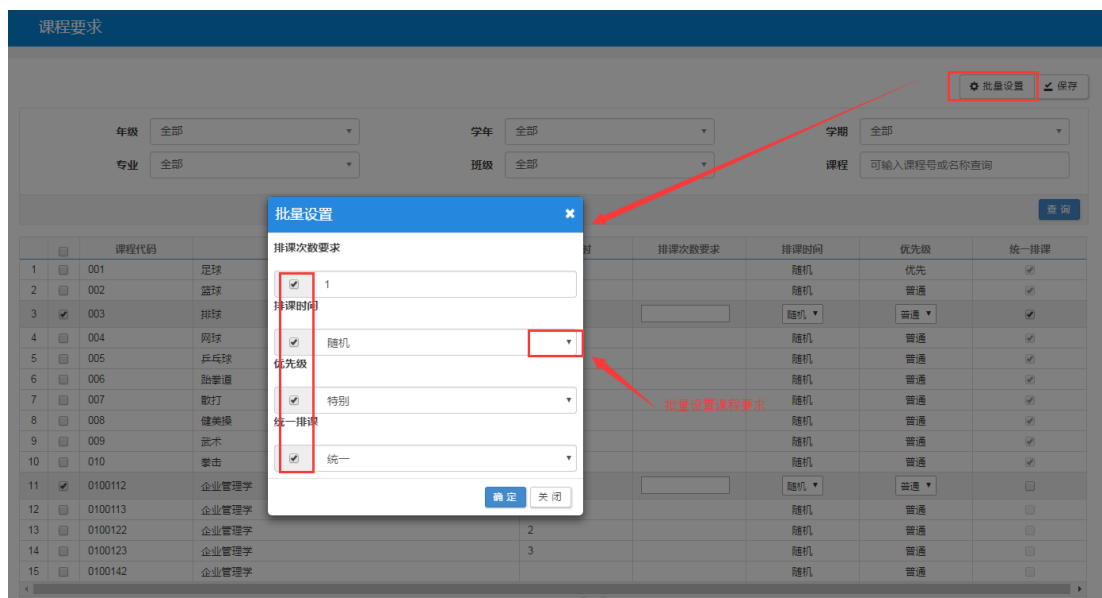 课程要求
批量设置 保存
年级 全部 学年 全部 学期 全部
专业 全部 班级 全部 课程 可输入课程号或名称查询
查询
课程代码 时 排课次数要求 排课时间 优先级 统一排课
1 001 足球 随机 优先
2 002 篮球 随机 普通
3 003 排球 随机 普通
4 004 网球 随机 普通
5 005 乒乓球 随机 普通
6 006 跆拳道 随机 普通
7 007 散打 随机 普通
8 008 健美操 随机 普通
9 009 武术 随机 普通
10 010 拳击 随机 普通
11 0100112 企业管理学 随机 普通
12 0100113 企业管理学 随机 普通
13 0100122 企业管理学 2 随机 普通
14 0100123 企业管理学 3 随机 普通
15 0100142 企业管理学 随机 普通
批量设置
排课次数要求
1
排课时间
随机
优先级
特别
统一排课
统一
确定 关闭
批量设置课程要求